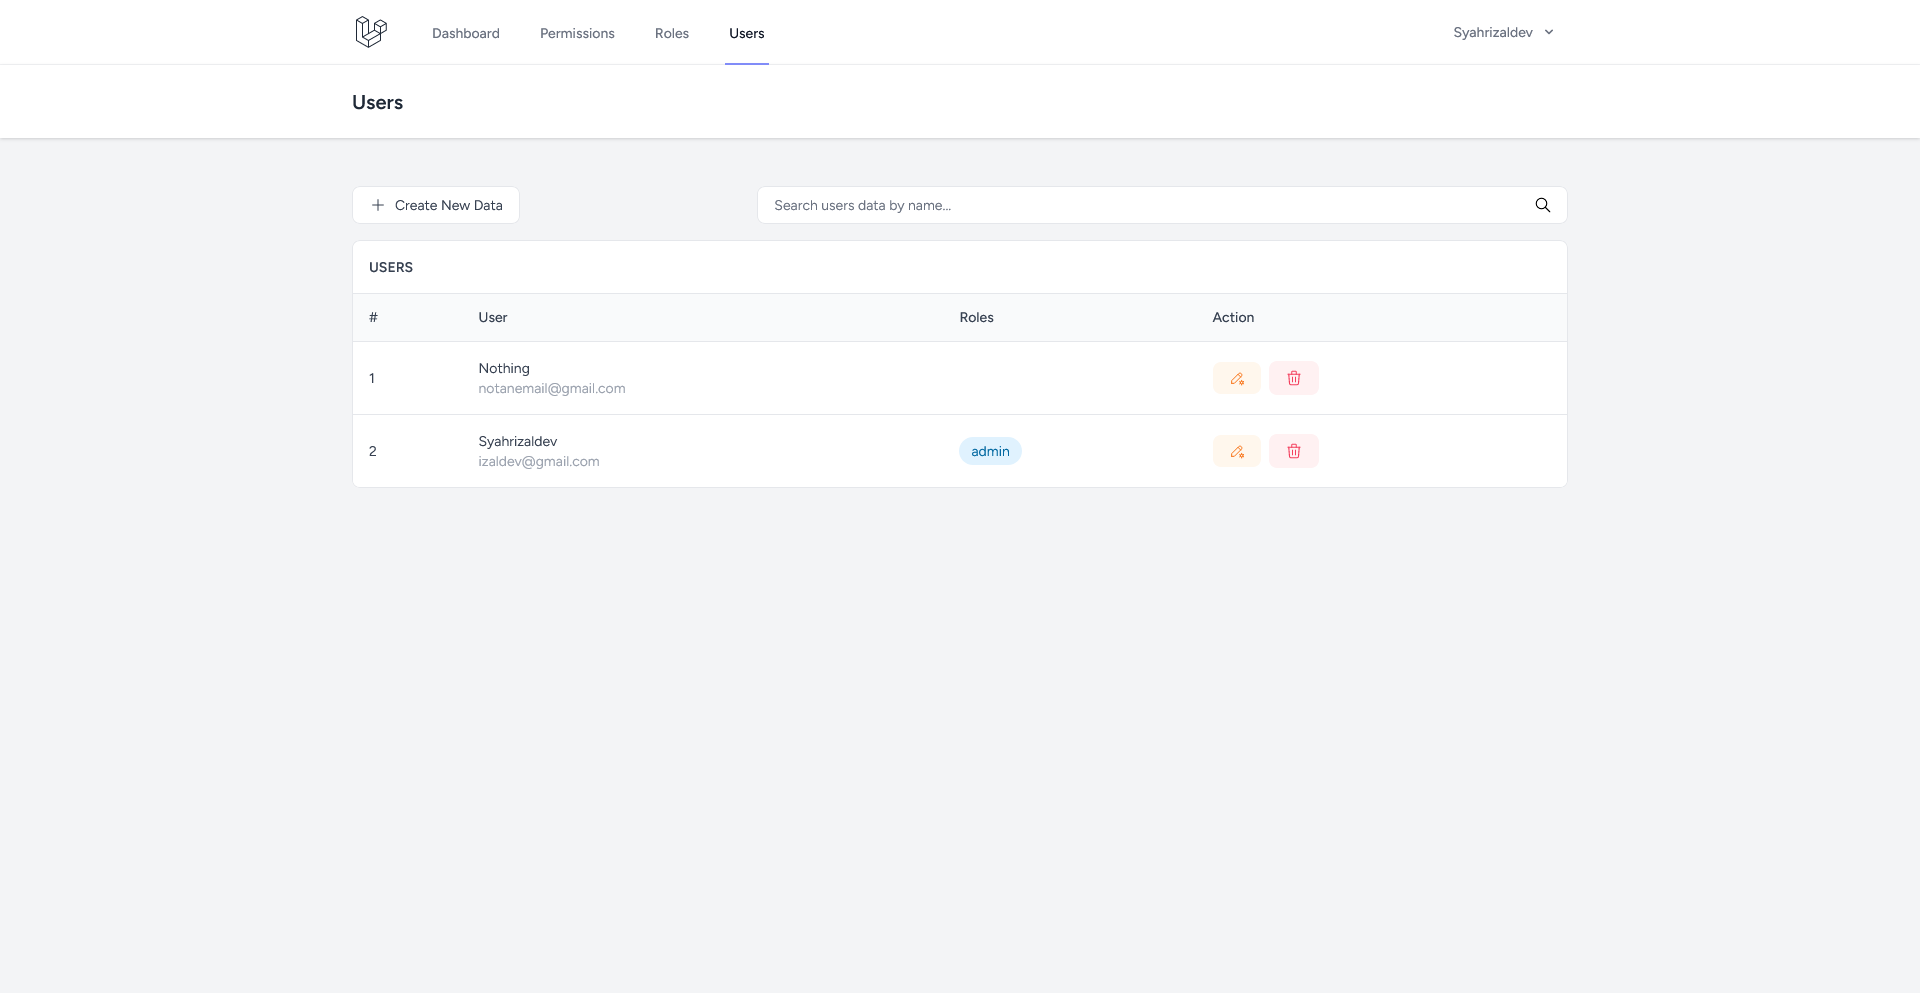 Dashboard Permissions Roles Users Syahrizaldev
Users
Create New Data Search users data by name...
USERS
# User Roles Action
1 Nothing
notanemail@gmail.com
2 Syahrizaldev admin
izaldev@gmail.com